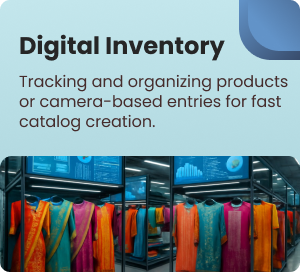 Digital Inventory
Tracking and organizing products
or camera-based entries for fast
catalog creation.